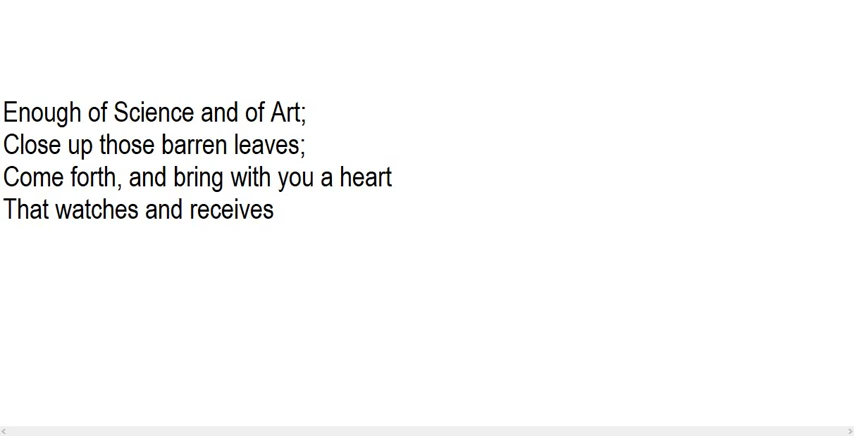 Enough of Science and of Art;
Close up those barren leaves;
Come forth, and bring with you a heart
That watches and receives